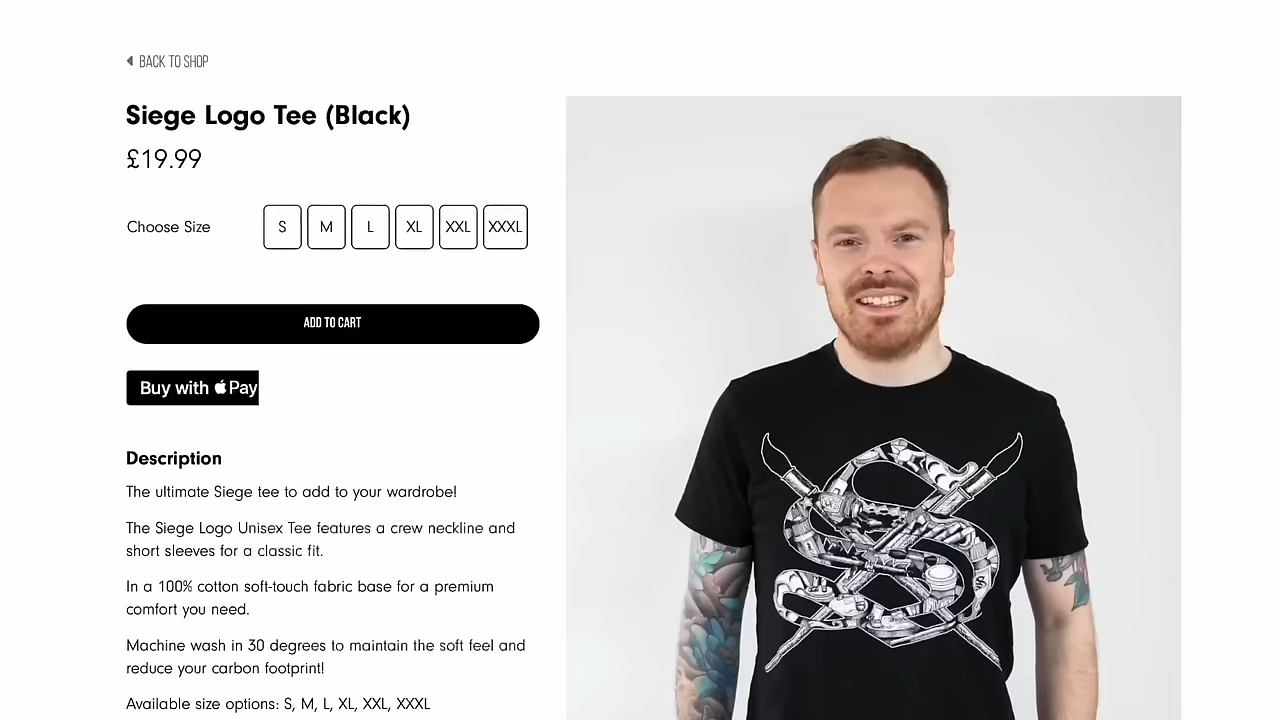 BACK TO SHOP
Siege Logo Tee (Black)
£19.99
Choose Size
S
M
L
XL
XXL
XXXL
ADD TO CART
Buy with Pay
Description
The ultimate Siege tee to add to your wardrobe!
The Siege Logo Unisex Tee features a crew neckline and
short sleeves for a classic fit.
In a 100% cotton soft-touch fabric base for a premium
comfort you need.
Machine wash in 30 degrees to maintain the soft feel and
reduce your carbon footprint!
Available size options: S, M, L, XL, XXL, XXXL